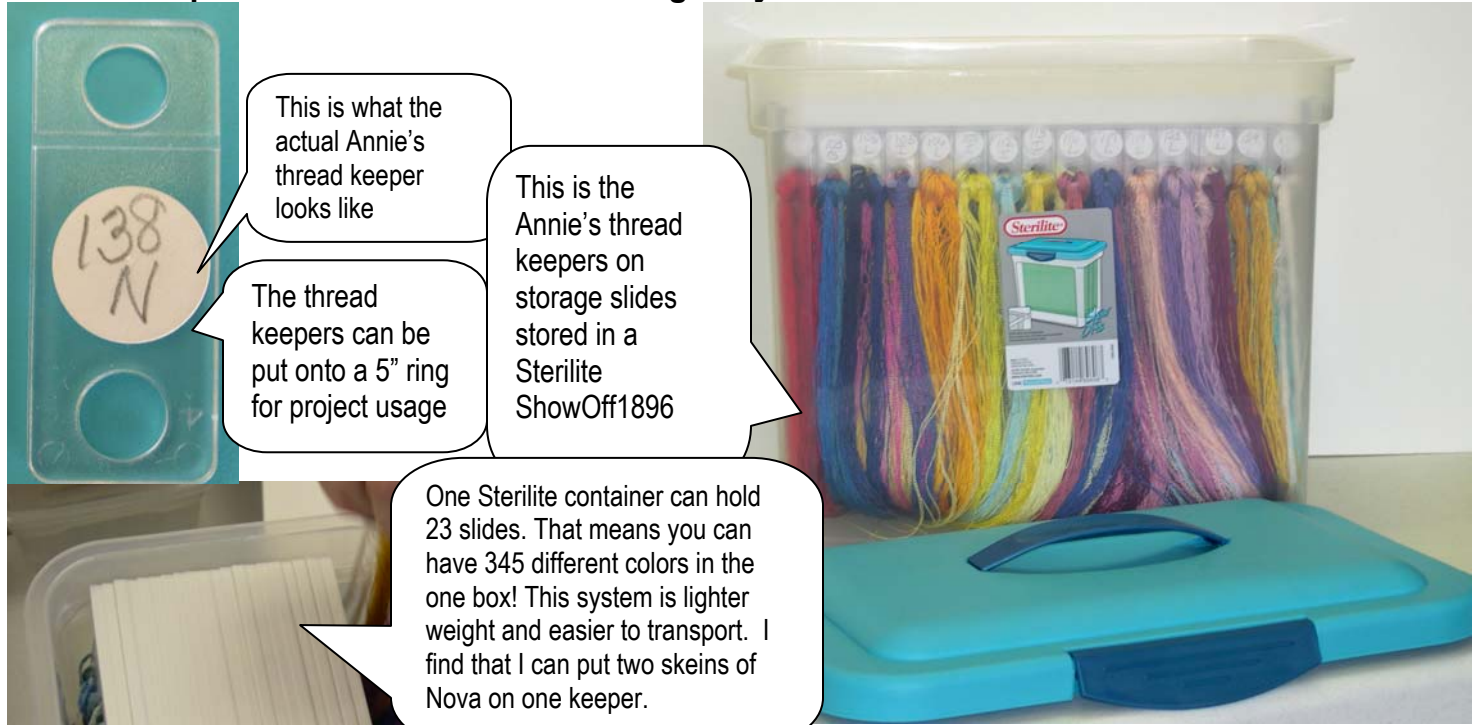 138
N
This is what the
actual Annie’s
thread keeper
looks like
The thread
keepers can be
put onto a 5” ring
for project usage
This is the
Annie’s thread
keepers on
storage slides
stored in a
Sterilite
ShowOff1896
One Sterilite container can hold
23 slides. That means you can
have 345 different colors in the
one box! This system is lighter
weight and easier to transport. I
find that I can put two skeins of
Nova on one keeper.
Sterilite